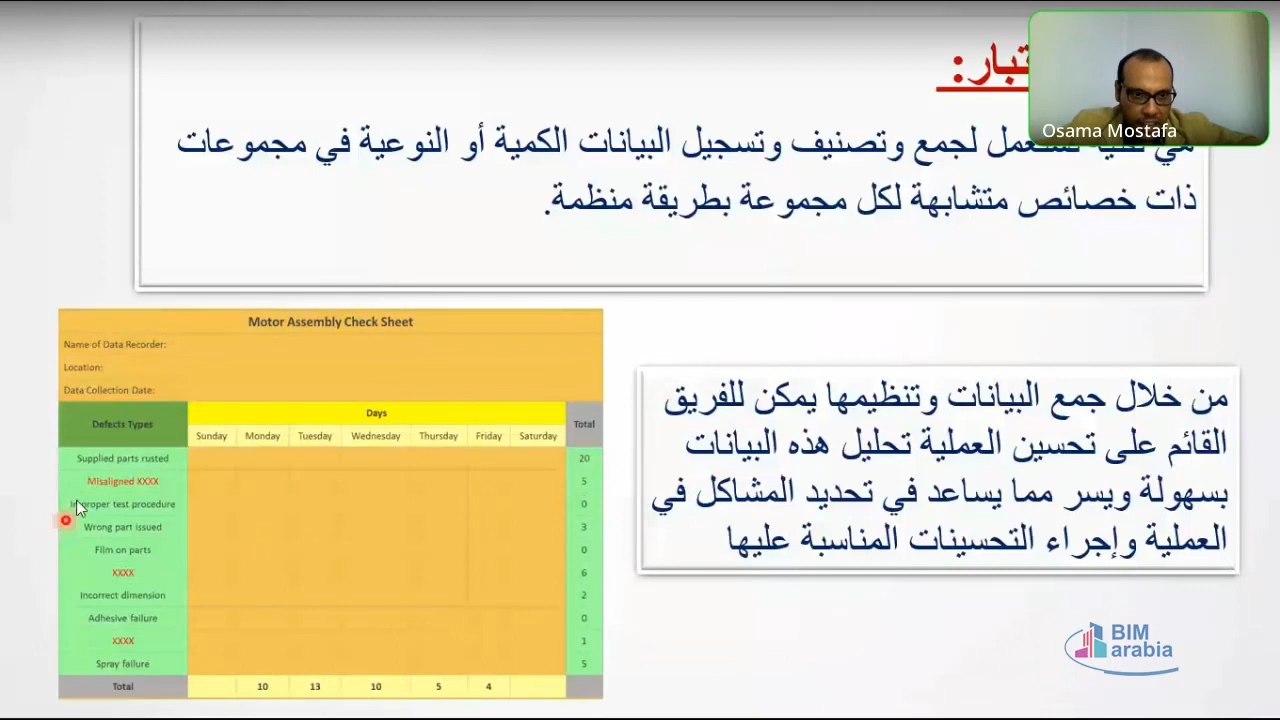 Osama Mostafa
لجمع وتصنيف وتسجيل البيانات الكمية أو النوعية في مجموعات
ذات خصائص متشابهة لكل مجموعة بطريقة منظمة.
Motor Assembly Check Sheet
Name of Data Recorder:
Location:
Data Collection Date:
Defects Types Days Total
Sunday Monday Tuesday Wednesday Thursday Friday Saturday
Supplied parts rusted 20
Misaligned XXXX 5
test procedure 0
Wrong part issued 3
Film on parts 0
XXXX 6
Incorrect dimension 2
Adhesive failure 0
XXXX 1
Spray failure 5
Total 10 13 10 5 4
من خلال جمع البيانات وتنظيمها يمكن للفريق
القائم على تحسين العملية تحليل هذه البيانات
بسهولة ويسر مما يساعد في تحديد المشاكل في
العملية وإجراء التحسينات المناسبة عليها
BIM
arabia